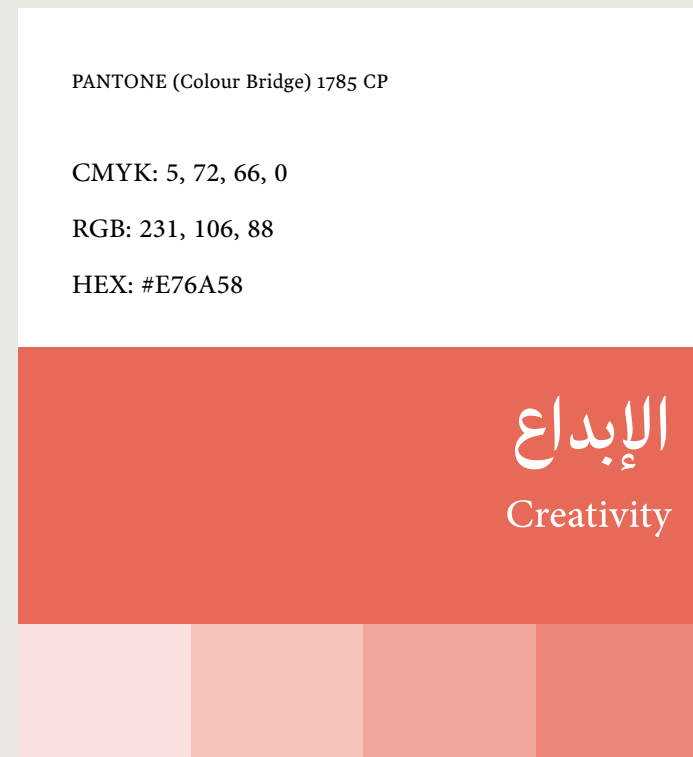 PANTONE (Colour Bridge) 1785 CP
CMYK: 5, 72, 66, 0
RGB: 231, 106, 88
HEX: #E76A58
الإبداع
Creativity